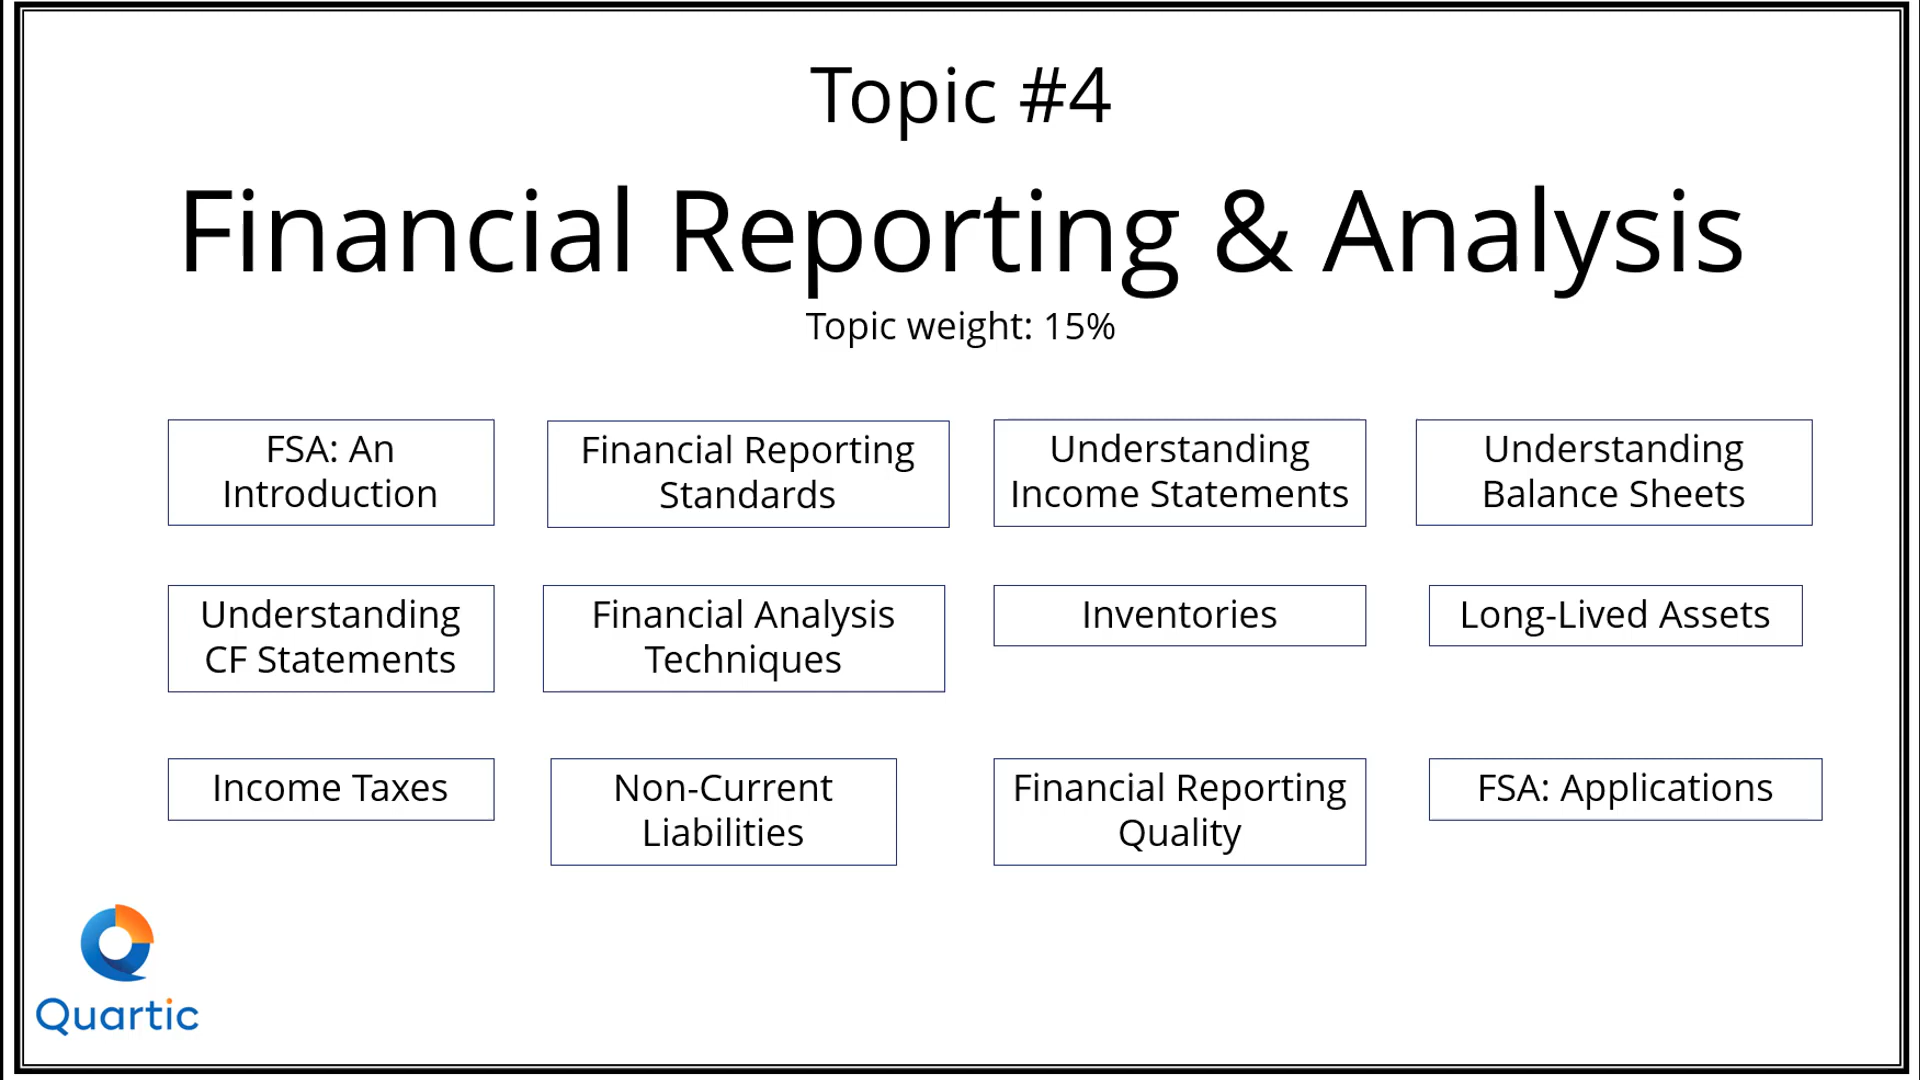 Topic #4
Financial Reporting & Analysis
Topic weight: 15%
FSA: An
Introduction
Financial Reporting
Standards
Understanding
Income Statements
Understanding
Balance Sheets
Understanding
CF Statements
Financial Analysis
Techniques
Inventories
Long-Lived Assets
Income Taxes
Non-Current
Liabilities
Financial Reporting
Quality
FSA: Applications
Quartic